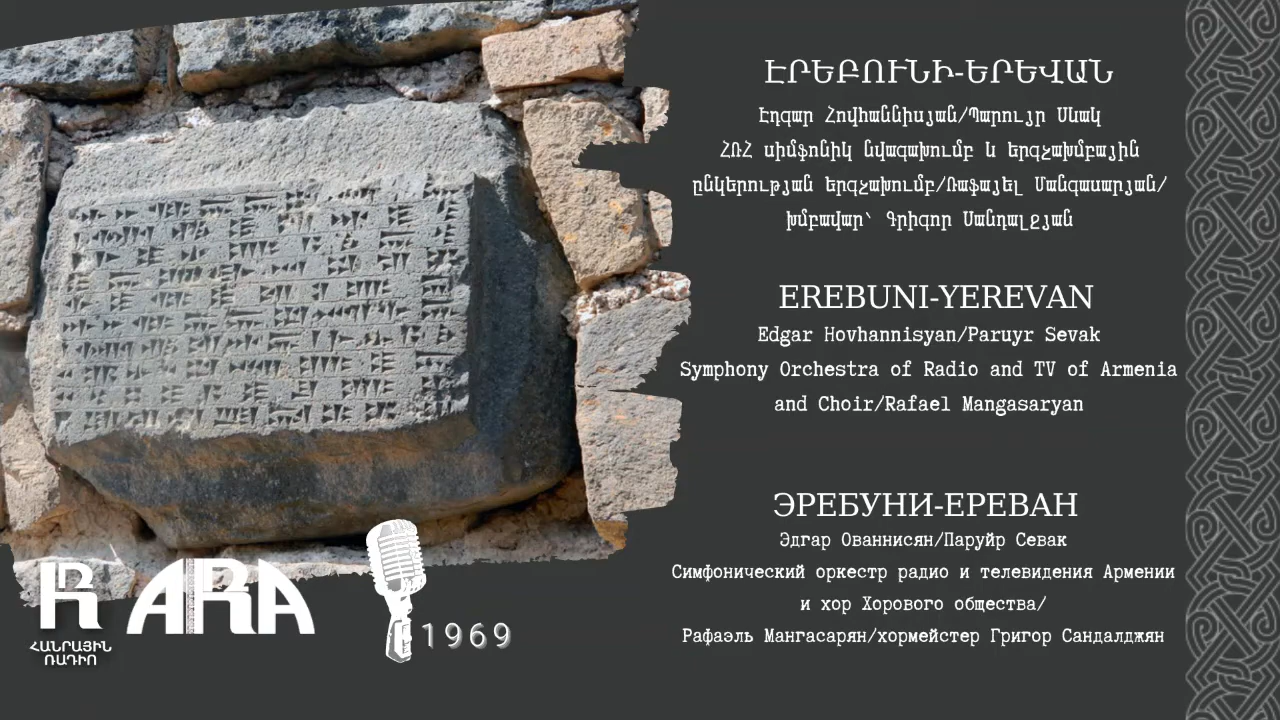 ԷՐԵԲՈՒՆԻ-ԵՐԵՎԱՆ
Էդգար Հովհաննիսյան/Պարույր Սևակ
ՀՌՀ սիմֆոնիկ նվագախումբ և երգչախմբային
ընկերության երգչախումբ/Ռաֆայել Մանգասարյան/
խմբավար՝ Գրիգոր Սանդալջյան
EREBUNI-YEREVAN
Edgar Hovhannisyan/Paruyr Sevak
Symphony Orchestra of Radio and TV of Armenia
and Choir/Rafael Mangasaryan
ЭРЕБУНИ-ЕРЕВАН
Эдгар Ованнисян/Паруйр Севак
Симфонический оркестр радио и телевидения Армении
и хор Хорового общества/
Рафаэль Мангасарян/хормейстер Григор Сандалджян
ՀԱՆՐԱՅԻՆ
ՌԱԴԻՈ
ARA
1969